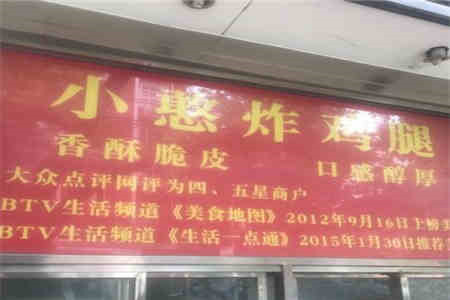 小憨炸鸡腿
香酥脆皮 口感醇厚
大众点评网评为四、五星商户
BTV生活频道《美食地图》2012年9月16日上榜美
BTV生活频道《生活一点通》2015年1月30日推荐